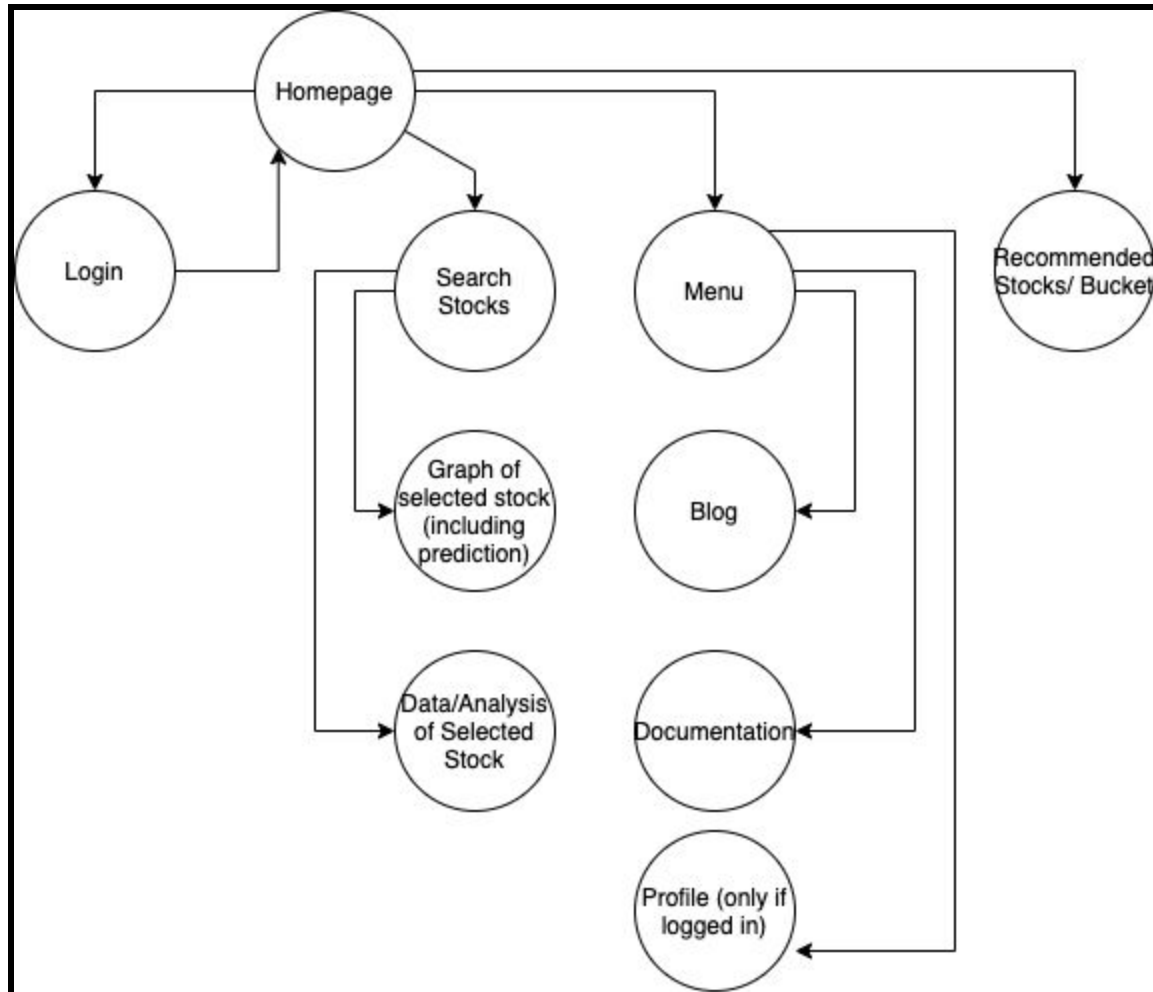 Homepage
Login
Search
Stocks
Menu
Recommended
Stocks/ Bucket
Graph of
selected stock
(including
prediction)
Blog
Data/Analysis
of Selected
Stock
Documentation
Profile (only if
logged in)